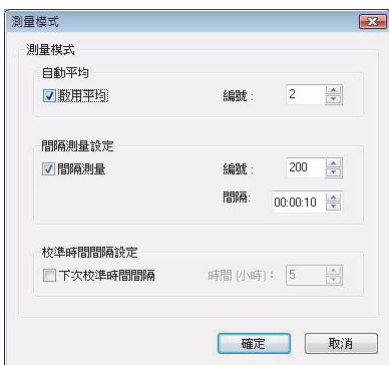 測量模式
測量模式
自動平均
啟用平均 編號: 2
間隔測量設定
間隔測量 編號: 200
間隔: 00:00:10
校準時間間隔設定
下次校準時間間隔 時間 (小時): 5
確定 取消